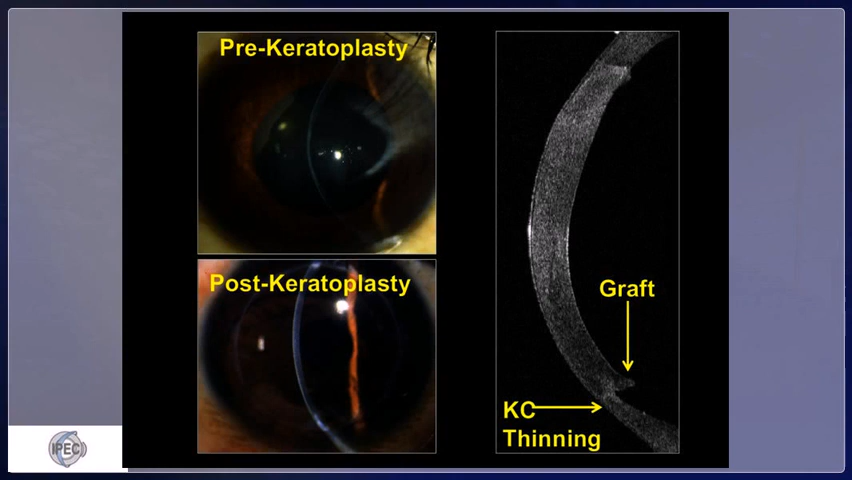 Pre-Keratoplasty
Post-Keratoplasty
Graft
KC
Thinning
IPEC